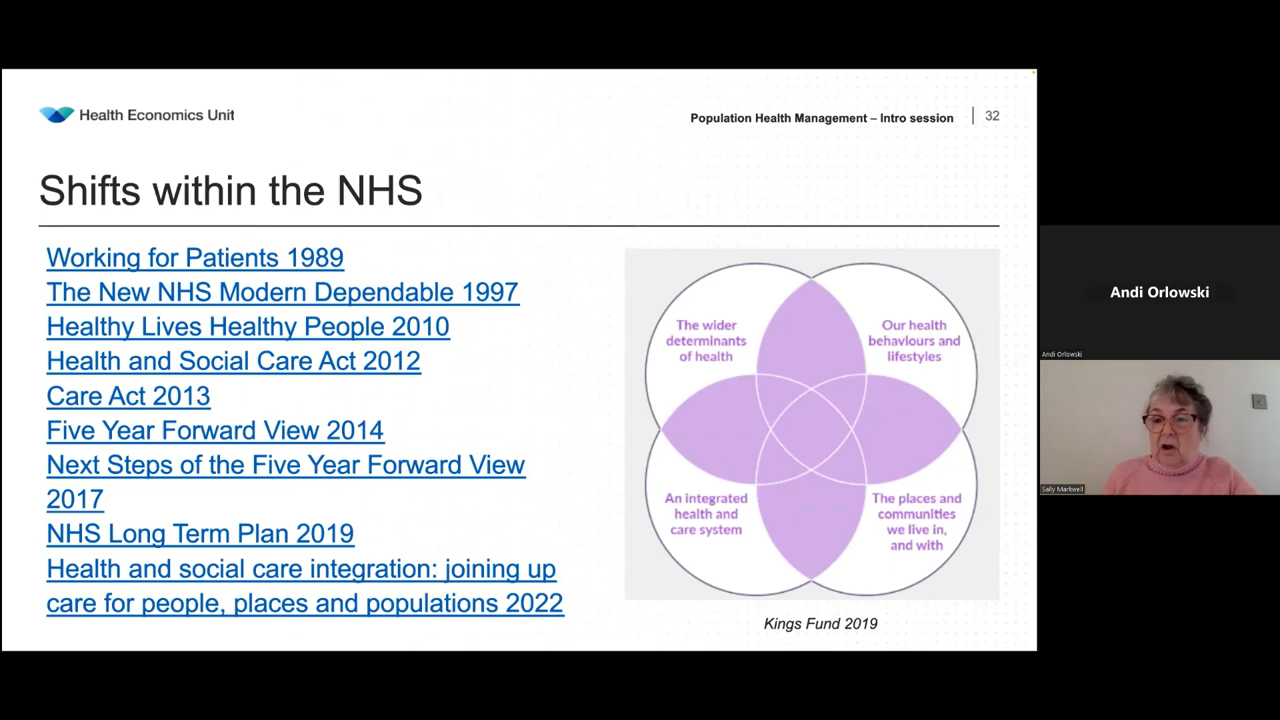 Health Economics Unit
Population Health Management – Intro session
32
Shifts within the NHS
Working for Patients 1989
The New NHS Modern Dependable 1997
Healthy Lives Healthy People 2010
Health and Social Care Act 2012
Care Act 2013
Five Year Forward View 2014
Next Steps of the Five Year Forward View
2017
NHS Long Term Plan 2019
Health and social care integration: joining up
care for people, places and populations 2022
The wider
determinants
of health
Our health
behaviours and
lifestyles
An integrated
health and
care system
The places and
communities
we live in,
and with
Kings Fund 2019
Andi Orlowski
Andi Orlowski
Sally Markwell